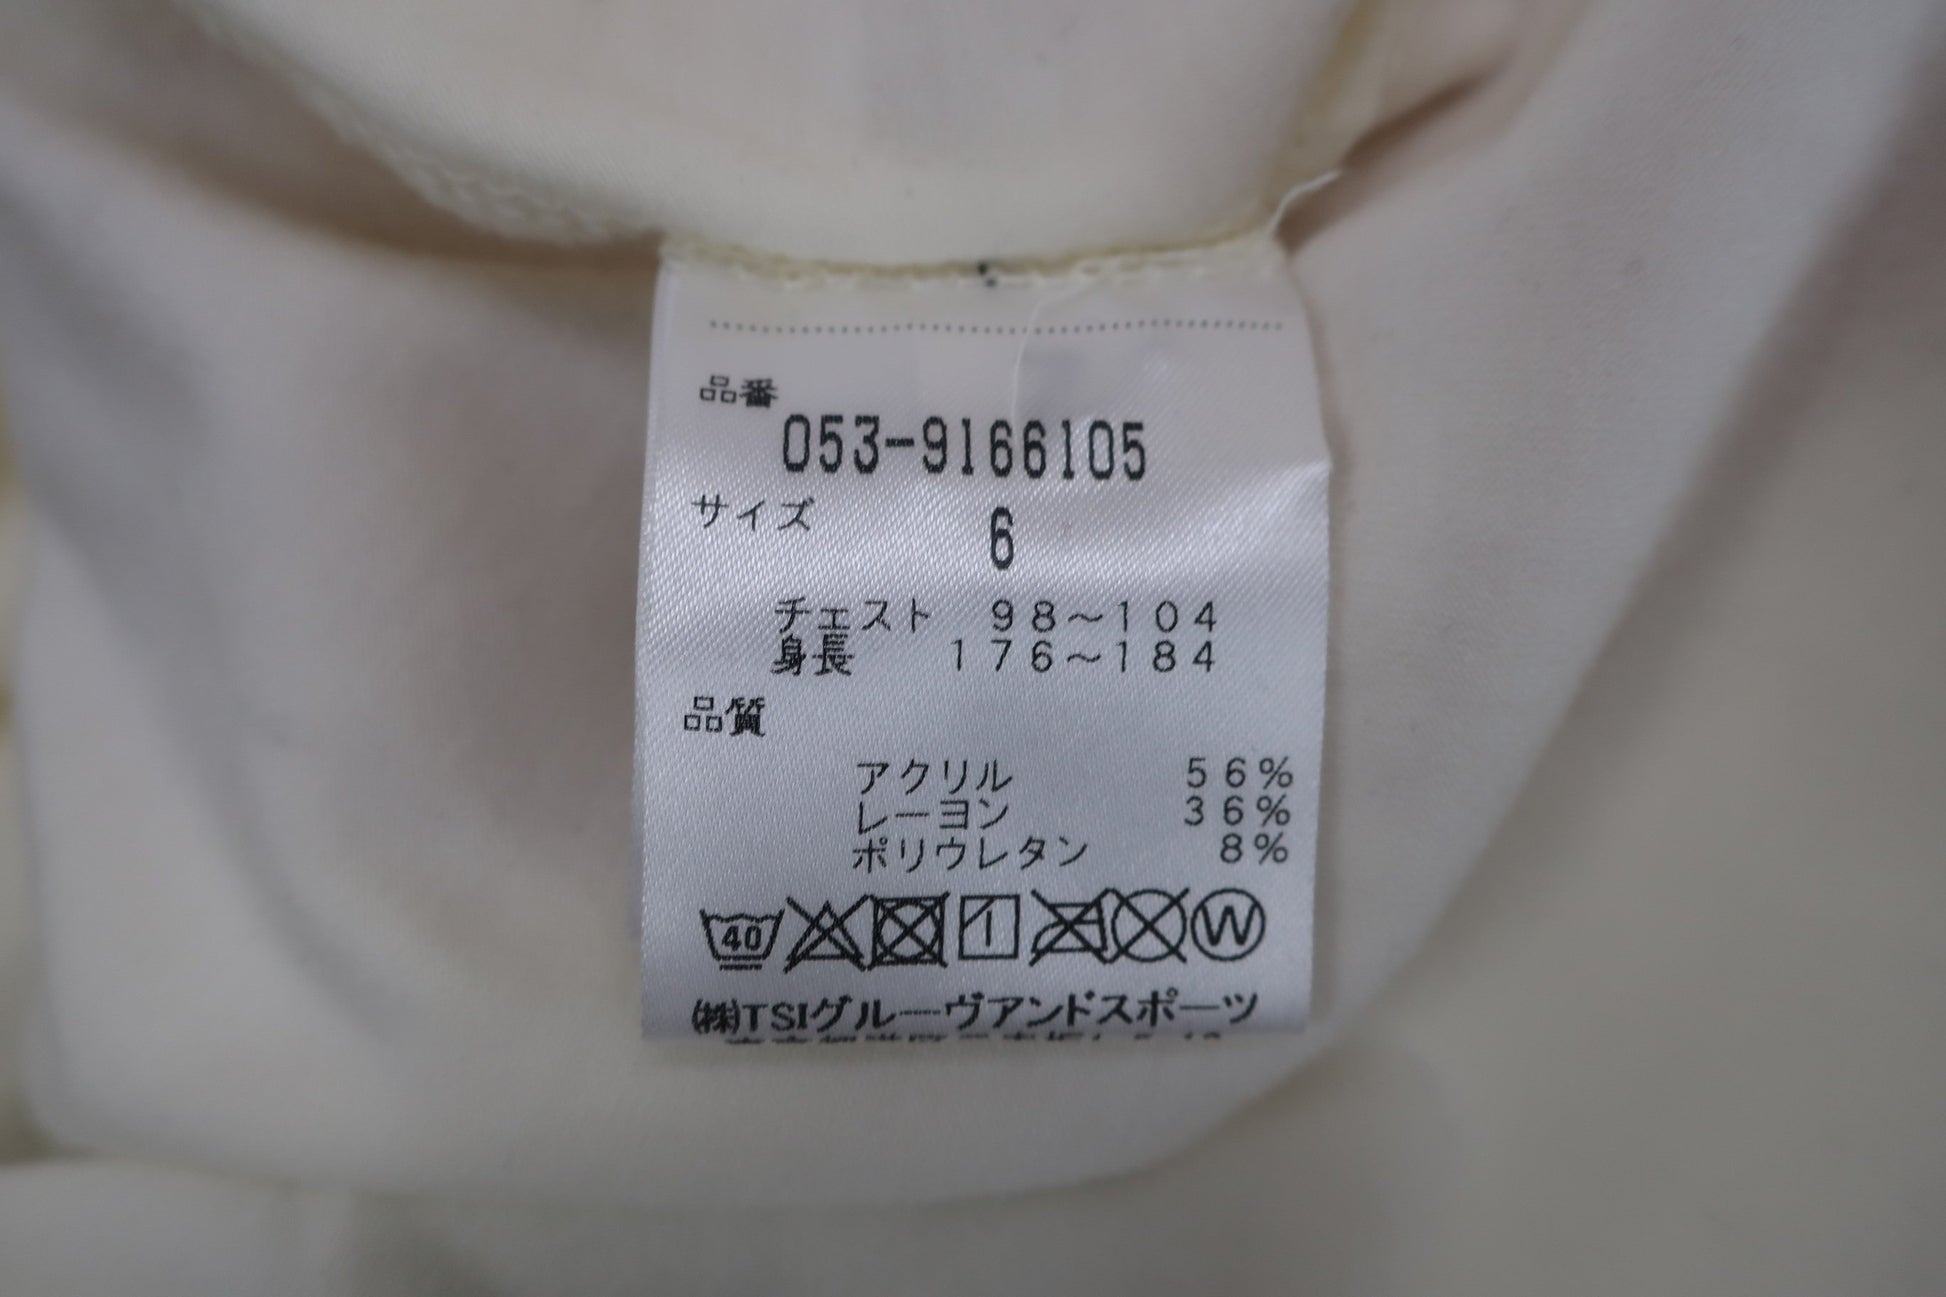 品番
053-9166105
サイズ 6
チェスト 98～104
身長 176～184
品質
アクリル 56%
レーヨン 36%
ポリウレタン 8%
40 W
(株)TSIグルーヴアンドスポーツ